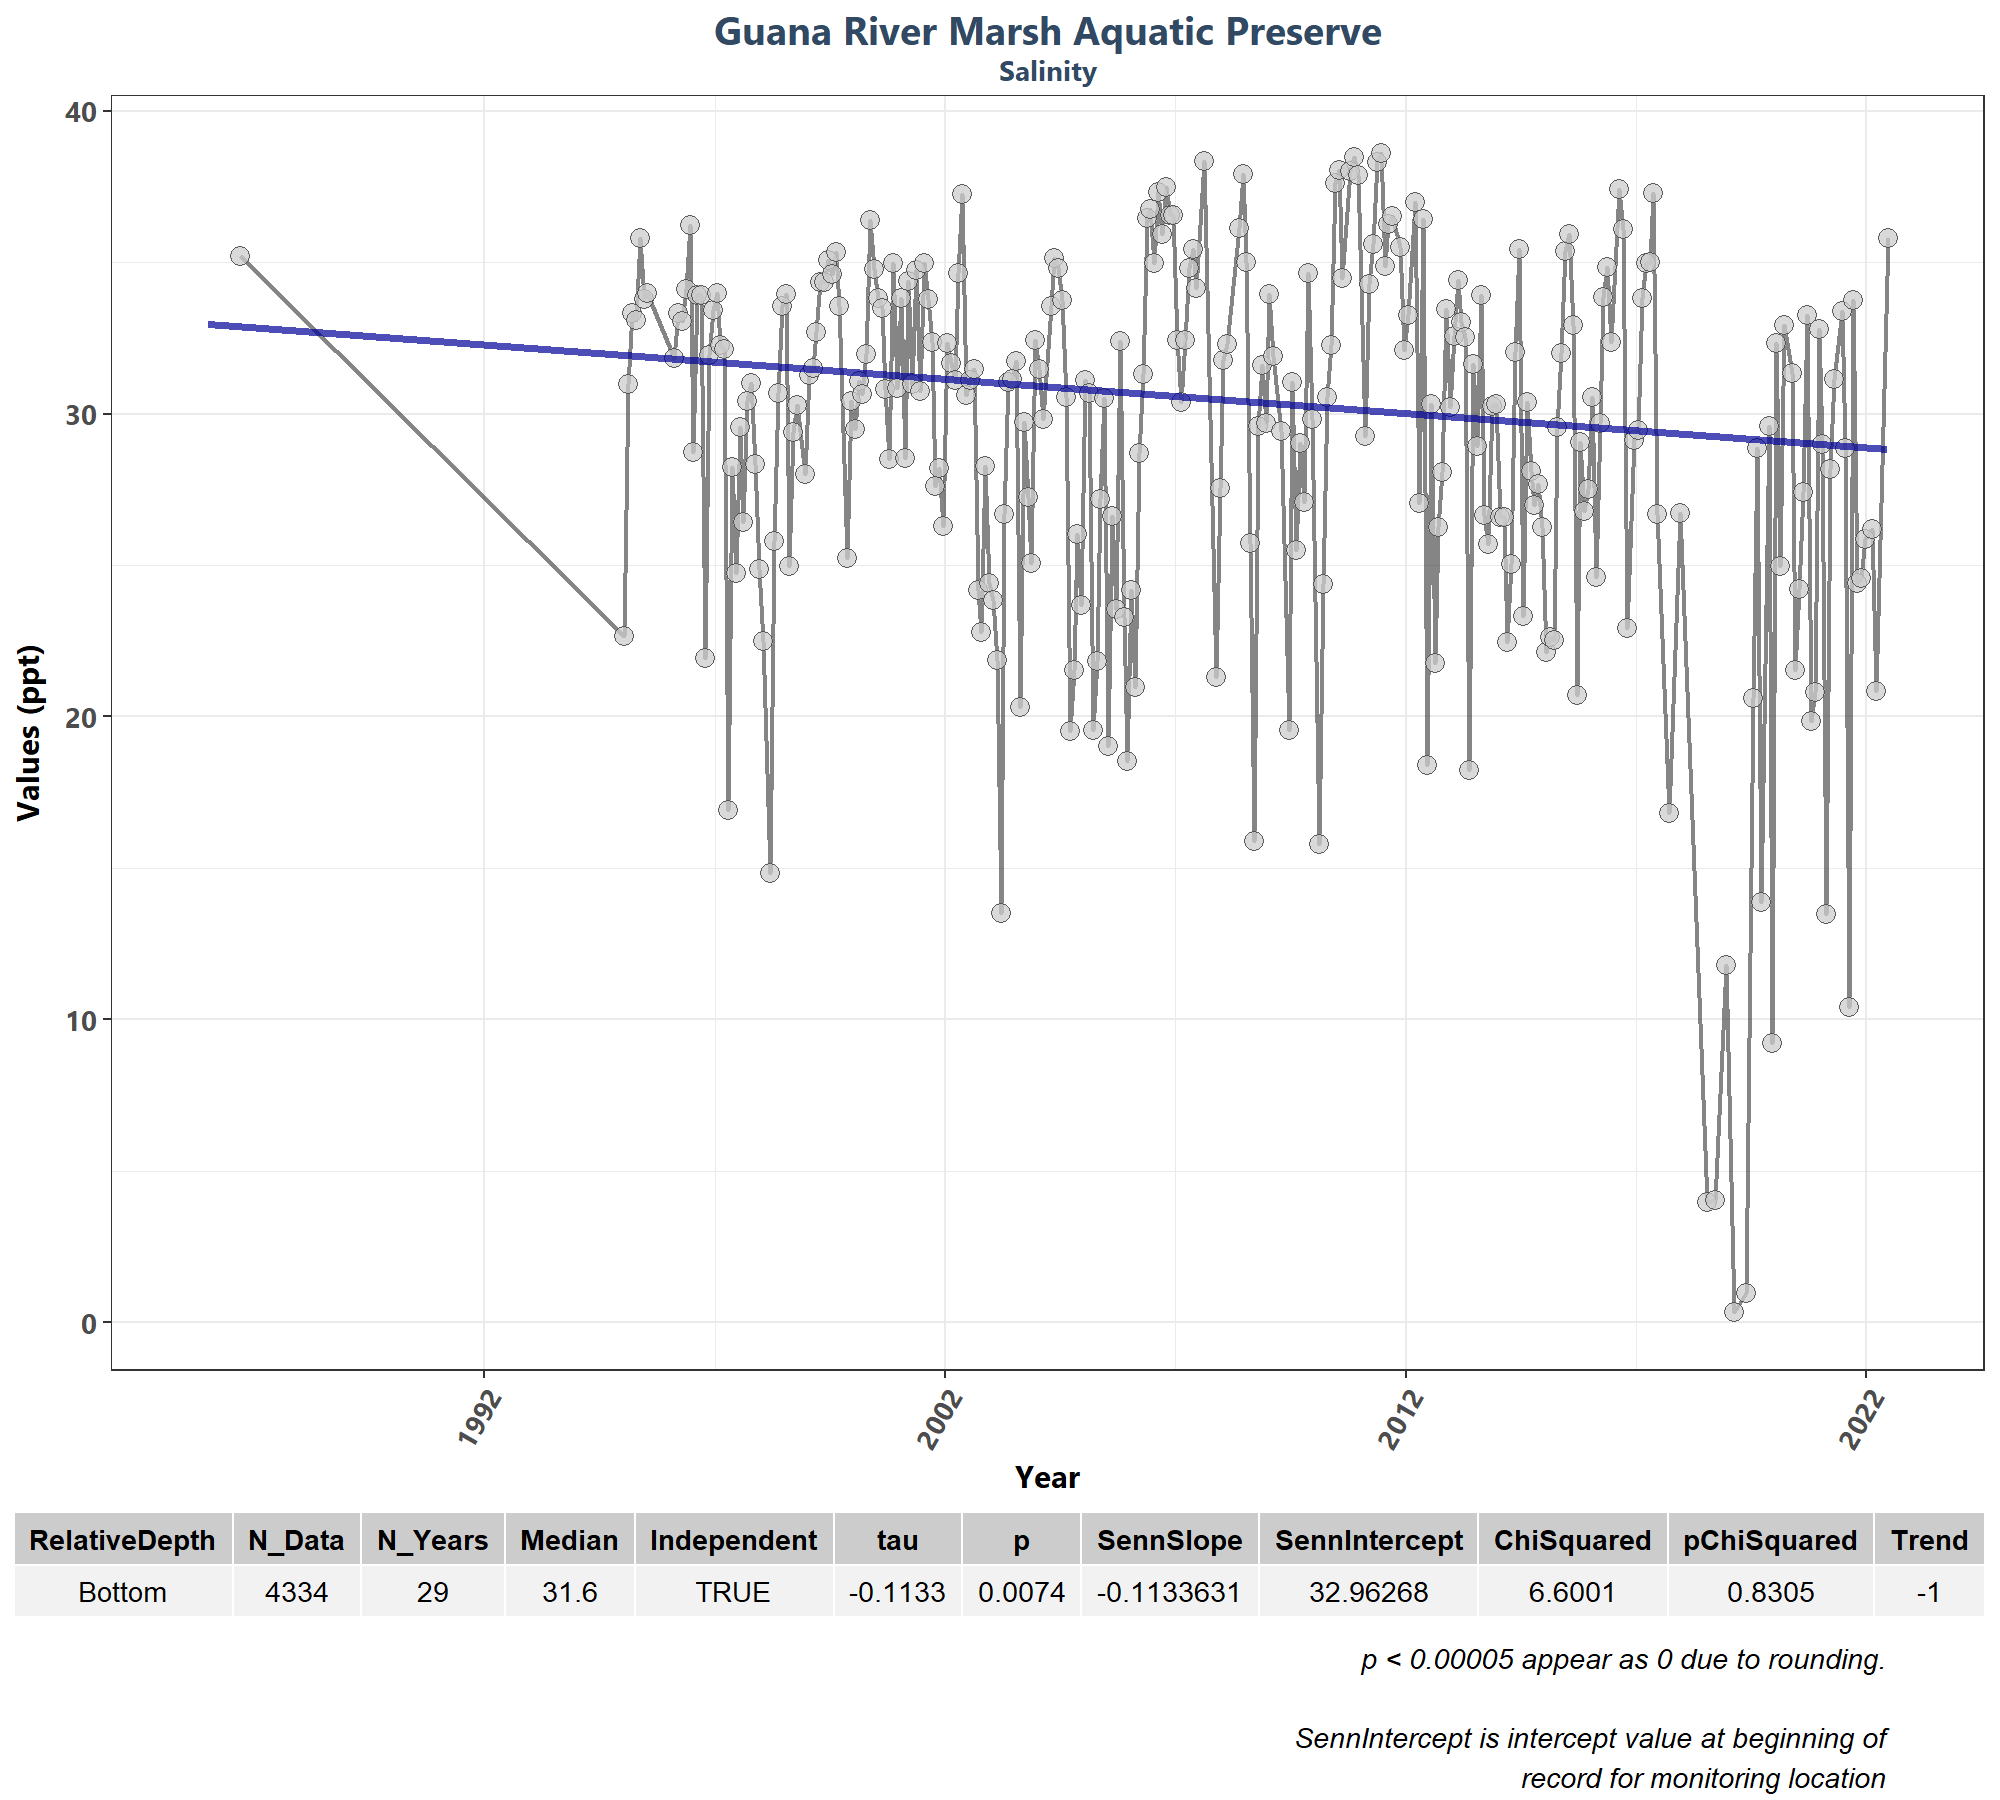 Guana River Marsh Aquatic Preserve
Salinity
Values (ppt)
40
30
20
10
0
1992 2002 2012 2022
Year
RelativeDepth N_Data N_Years Median Independent tau p SennSlope SennIntercept ChiSquared pChiSquared Trend
Bottom 4334 29 31.6 TRUE -0.1133 0.0074 -0.1133631 32.96268 6.6001 0.8305 -1
p < 0.00005 appear as 0 due to rounding.
SennIntercept is intercept value at beginning of
record for monitoring location